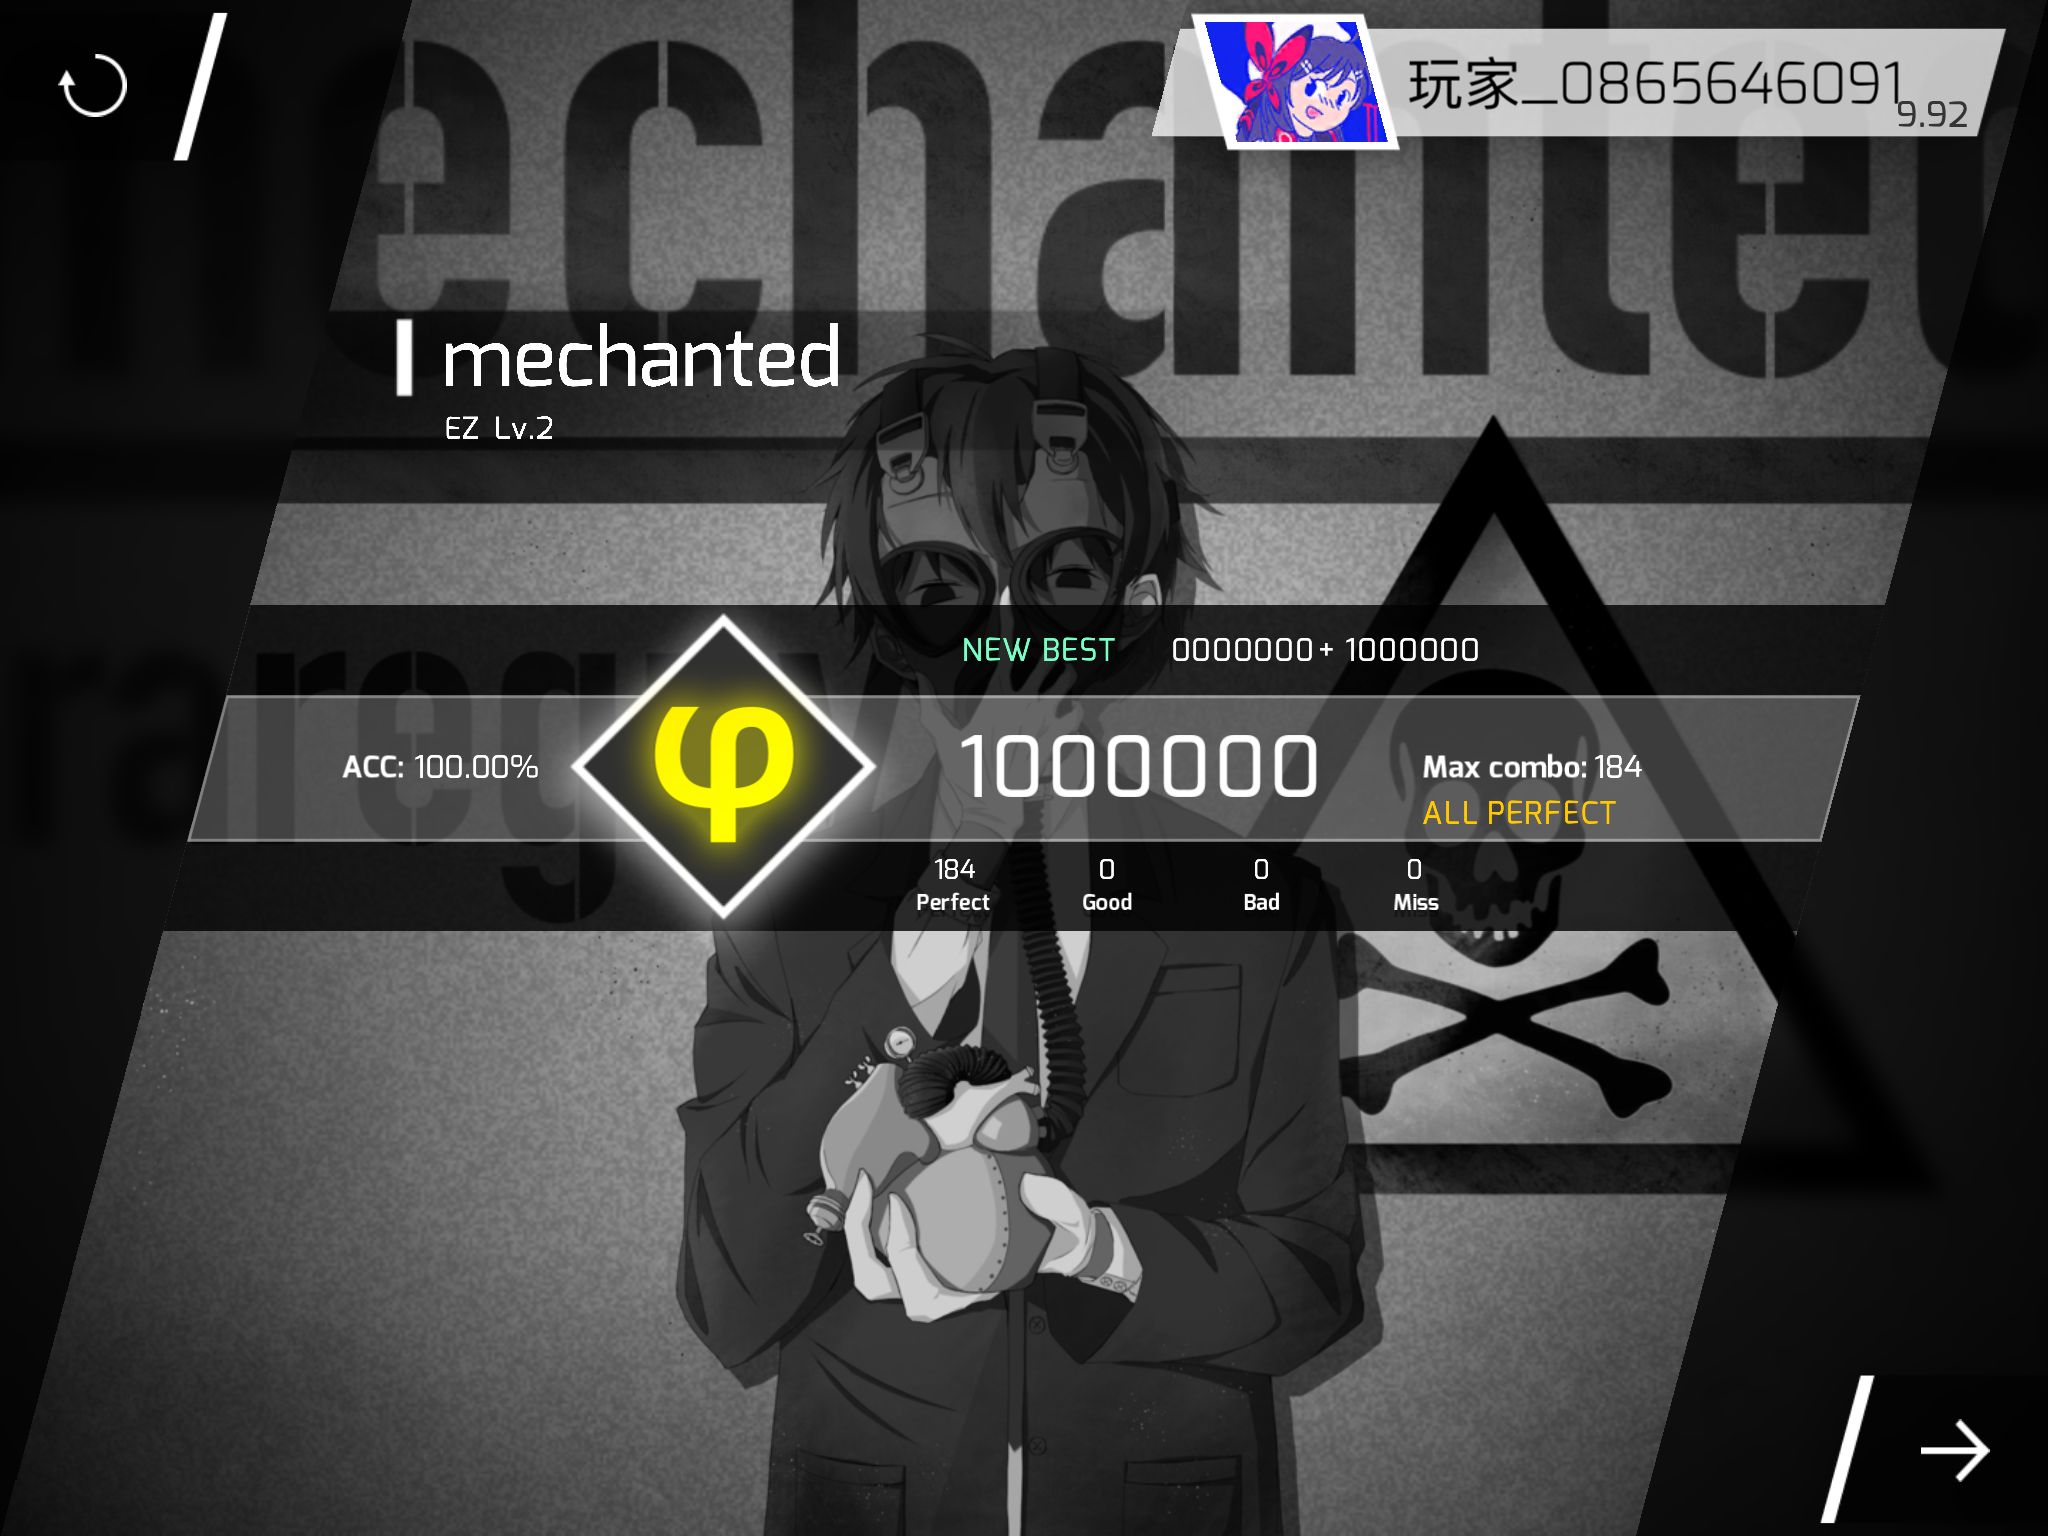 mechanted
玩家_0865646091
9.92
mechanted
EZ Lv.2
NEW BEST 0000000+ 1000000
ACC: 100.00%
φ
1000000
Max combo: 184
ALL PERFECT
184 0 0 0
Perfect Good Bad Miss